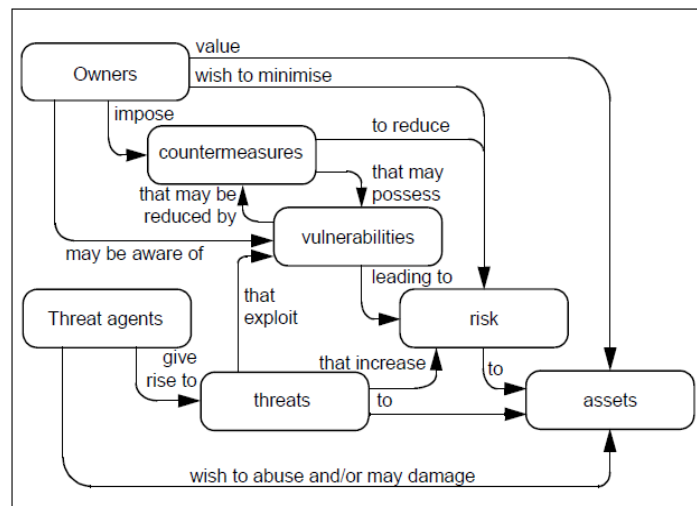 value
Owners
wish to minimise
impose
to reduce
countermeasures
that may
possess
that may be
reduced by
vulnerabilities
may be aware of
leading to
that
exploit
Threat agents
risk
give
rise to
that increase
to
threats
to
assets
wish to abuse and/or may damage